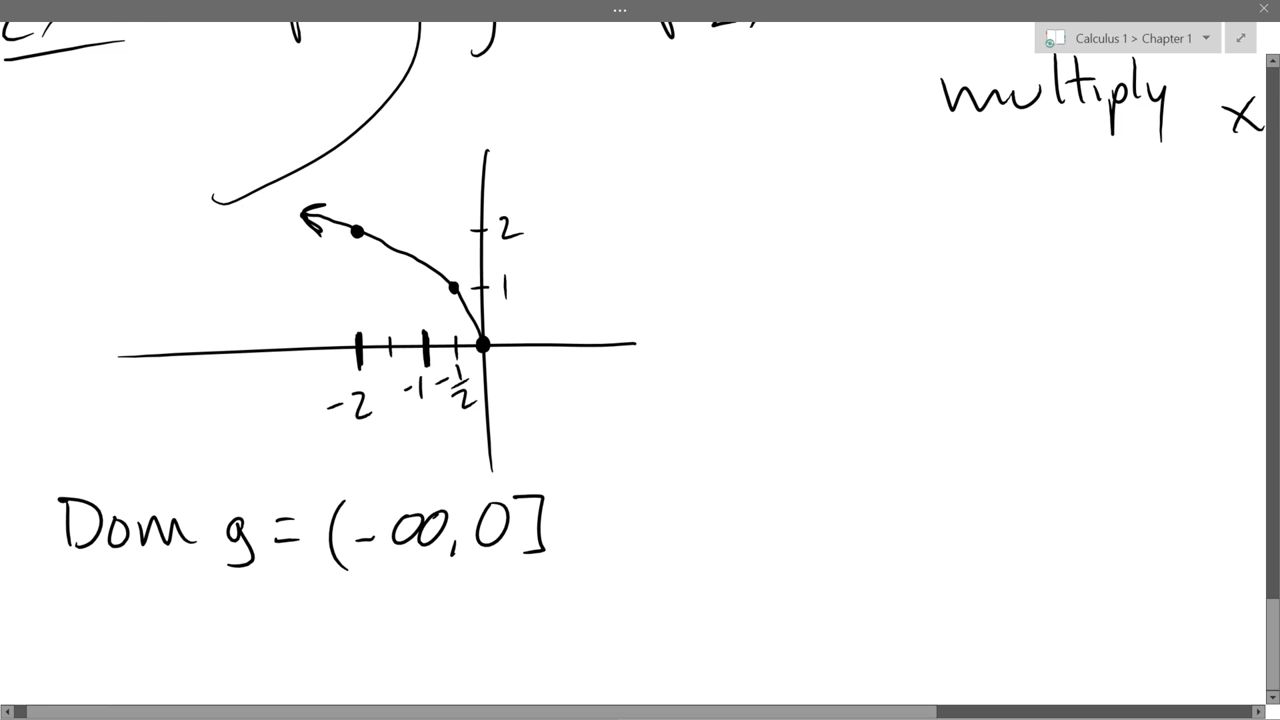 Calculus 1 > Chapter 1
multiply x
2
1
-2 -1 -1/2
Dom g = (-∞, 0]